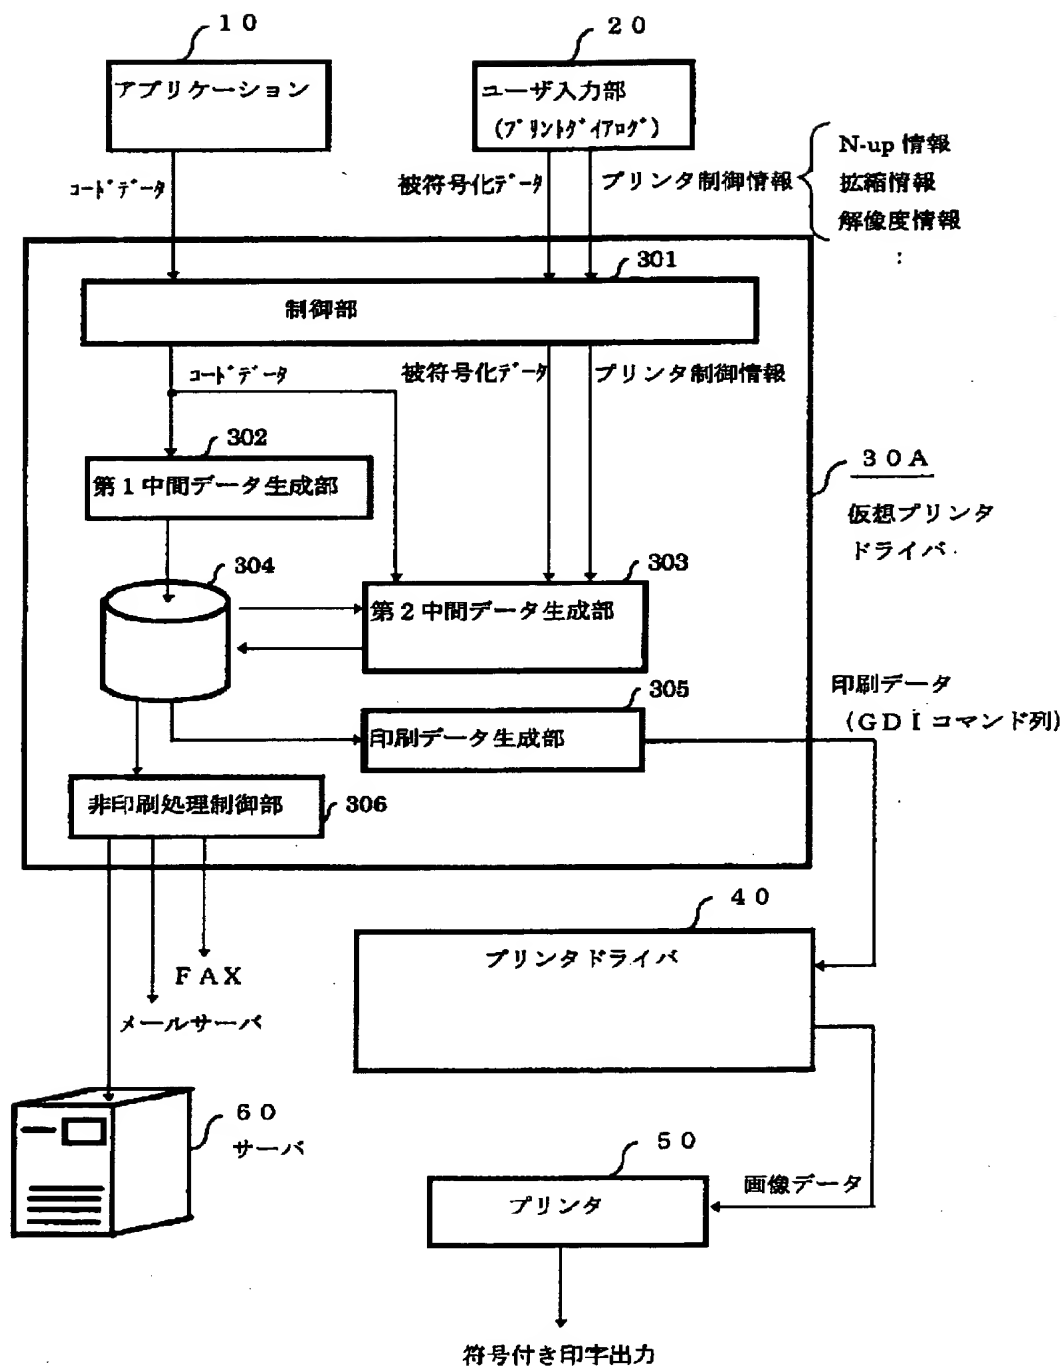 10
20
アプリケーション
ユーザ入力部
(プリントダイアログ)
N-up 情報
拡縮情報
解像度情報
:
コードデータ
被符号化データ
プリンタ制御情報
301
制御部
コードデータ
被符号化データ
プリンタ制御情報
302
第1中間データ生成部
30A
仮想プリンタ
ドライバ
304
303
第2中間データ生成部
305
印刷データ生成部
印刷データ
(GDIコマンド列)
非印刷処理制御部
306
40
プリンタドライバ
FAX
メールサーバ
60
サーバ
50
プリンタ
画像データ
符号付き印字出力